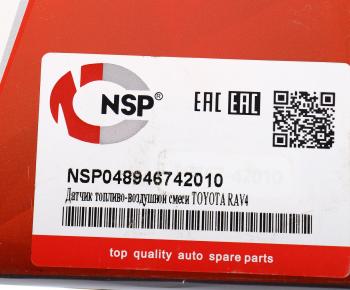 NSP®
EAC EAC
NSP048946742010
Датчик топливо-воздушной смеси TOYOTA RAV4
top quality auto spare parts